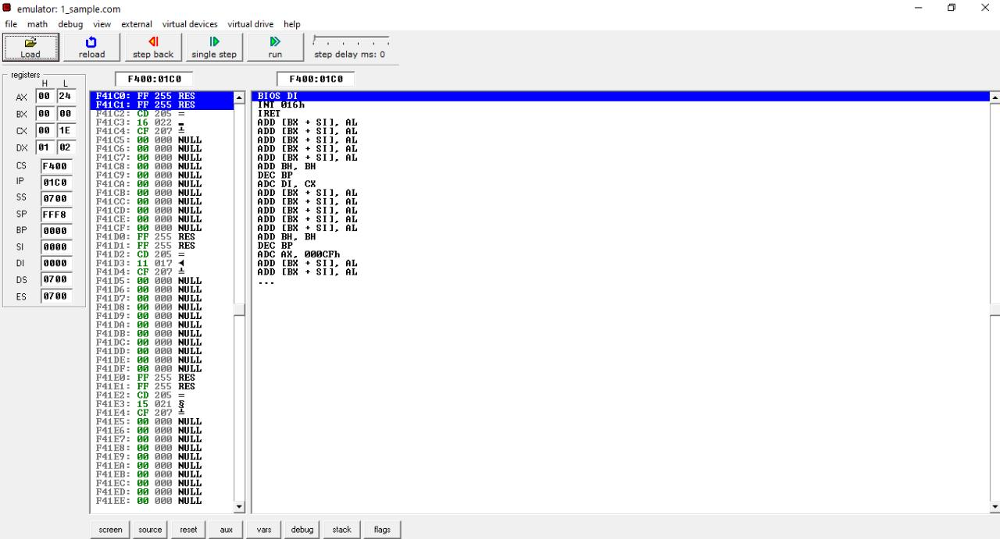 emulator: 1_sample.com
file math debug view external virtual devices virtual drive help
Load reload step back single step run step delay ms: 0
registers F400:01C0 F400:01C0
H L
AX 00 24
BX 00 00
CX 00 1E
DX 01 02
CS F400
IP 01C0
SS 0700
SP FFF8
BP 0000
SI 0000
DI 0000
DS 0700
ES 0700
F41C0: FF 255 RES
F41C1: FF 255 RES
F41C2: CD 205 =
F41C3: 16 022 ▬
F41C4: CF 207 ╧
F41C5: 00 000 NULL
F41C6: 00 000 NULL
F41C7: 00 000 NULL
F41C8: 00 000 NULL
F41C9: 00 000 NULL
F41CA: 00 000 NULL
F41CB: 00 000 NULL
F41CC: 00 000 NULL
F41CD: 00 000 NULL
F41CE: 00 000 NULL
F41CF: 00 000 NULL
F41D0: FF 255 RES
F41D1: FF 255 RES
F41D2: CD 205 =
F41D3: 11 017 ◄
F41D4: CF 207 ╧
F41D5: 00 000 NULL
F41D6: 00 000 NULL
F41D7: 00 000 NULL
F41D8: 00 000 NULL
F41D9: 00 000 NULL
F41DA: 00 000 NULL
F41DB: 00 000 NULL
F41DC: 00 000 NULL
F41DD: 00 000 NULL
F41DE: 00 000 NULL
F41DF: 00 000 NULL
F41E0: FF 255 RES
F41E1: FF 255 RES
F41E2: CD 205 =
F41E3: 15 021 §
F41E4: CF 207 ╧
F41E5: 00 000 NULL
F41E6: 00 000 NULL
F41E7: 00 000 NULL
F41E8: 00 000 NULL
F41E9: 00 000 NULL
F41EA: 00 000 NULL
F41EB: 00 000 NULL
F41EC: 00 000 NULL
F41ED: 00 000 NULL
F41EE: 00 000 NULL
BIOS DI
INT 016h
IRET
ADD [BX + SI], AL
ADD [BX + SI], AL
ADD [BX + SI], AL
ADD [BX + SI], AL
ADD [BX + SI], AL
ADD BH, BH
DEC BP
ADC DI, CX
ADD [BX + SI], AL
ADD [BX + SI], AL
ADD [BX + SI], AL
ADD [BX + SI], AL
ADD [BX + SI], AL
ADD BH, BH
DEC BP
ADC AX, 000CFh
ADD [BX + SI], AL
ADD [BX + SI], AL
...
screen source reset aux vars debug stack flags